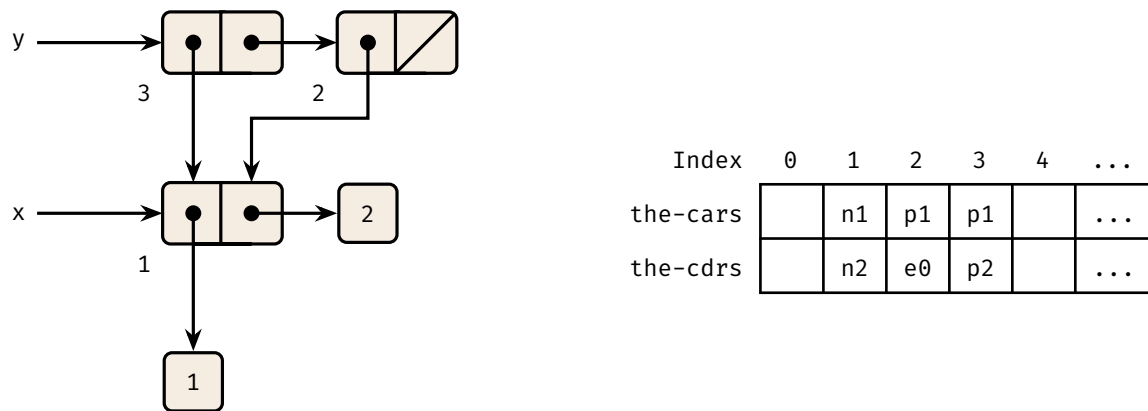 y
3 2
x 2
1
1
Index 0 1 2 3 4 ...
the-cars n1 p1 p1 ...
the-cdrs n2 e0 p2 ...